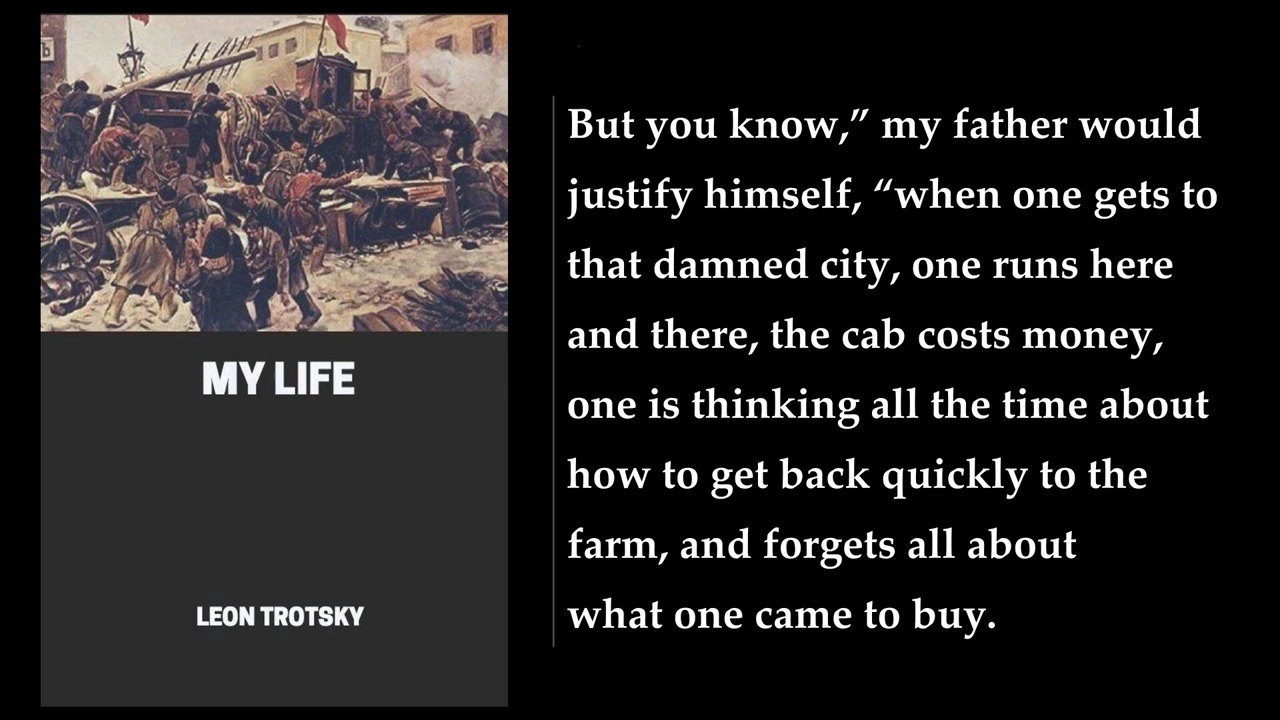 MY LIFE
LEON TROTSKY
But you know,” my father would
justify himself, “when one gets to
that damned city, one runs here
and there, the cab costs money,
one is thinking all the time about
how to get back quickly to the
farm, and forgets all about
what one came to buy.